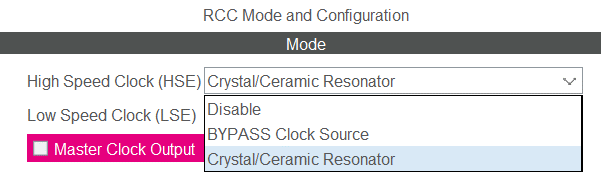 RCC Mode and Configuration
Mode
High Speed Clock (HSE) Crystal/Ceramic Resonator
Disable
Low Speed Clock (LSE)
BYPASS Clock Source
Master Clock Output
Crystal/Ceramic Resonator